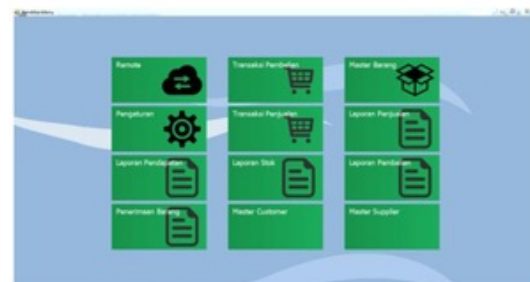 Remote
Transaksi Pembelian
Master Barang
Pengaturan
Transaksi Penjualan
Laporan Penjualan
Laporan Pendapatan
Laporan Stok
Laporan Pembelian
Penerimaan Barang
Master Customer
Master Supplier